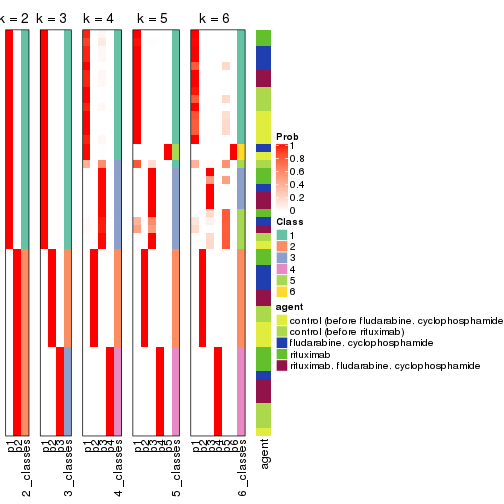 k = 2
k = 3
k = 4
k = 5
k = 6
Prob
1
0.8
0.6
0.4
0.2
0
Class
1
2
3
4
5
6
agent
control (before fludarabine. cyclophosphamide
control (before rituximab)
fludarabine. cyclophosphamide
rituximab
rituximab. fludarabine. cyclophosphamide
p1
p2
2_classes
p1
p2
p3
3_classes
p1
p2
p3
p4
4_classes
p1
p2
p3
p4
p5
5_classes
p1
p2
p3
p4
p5
p6
6_classes
agent